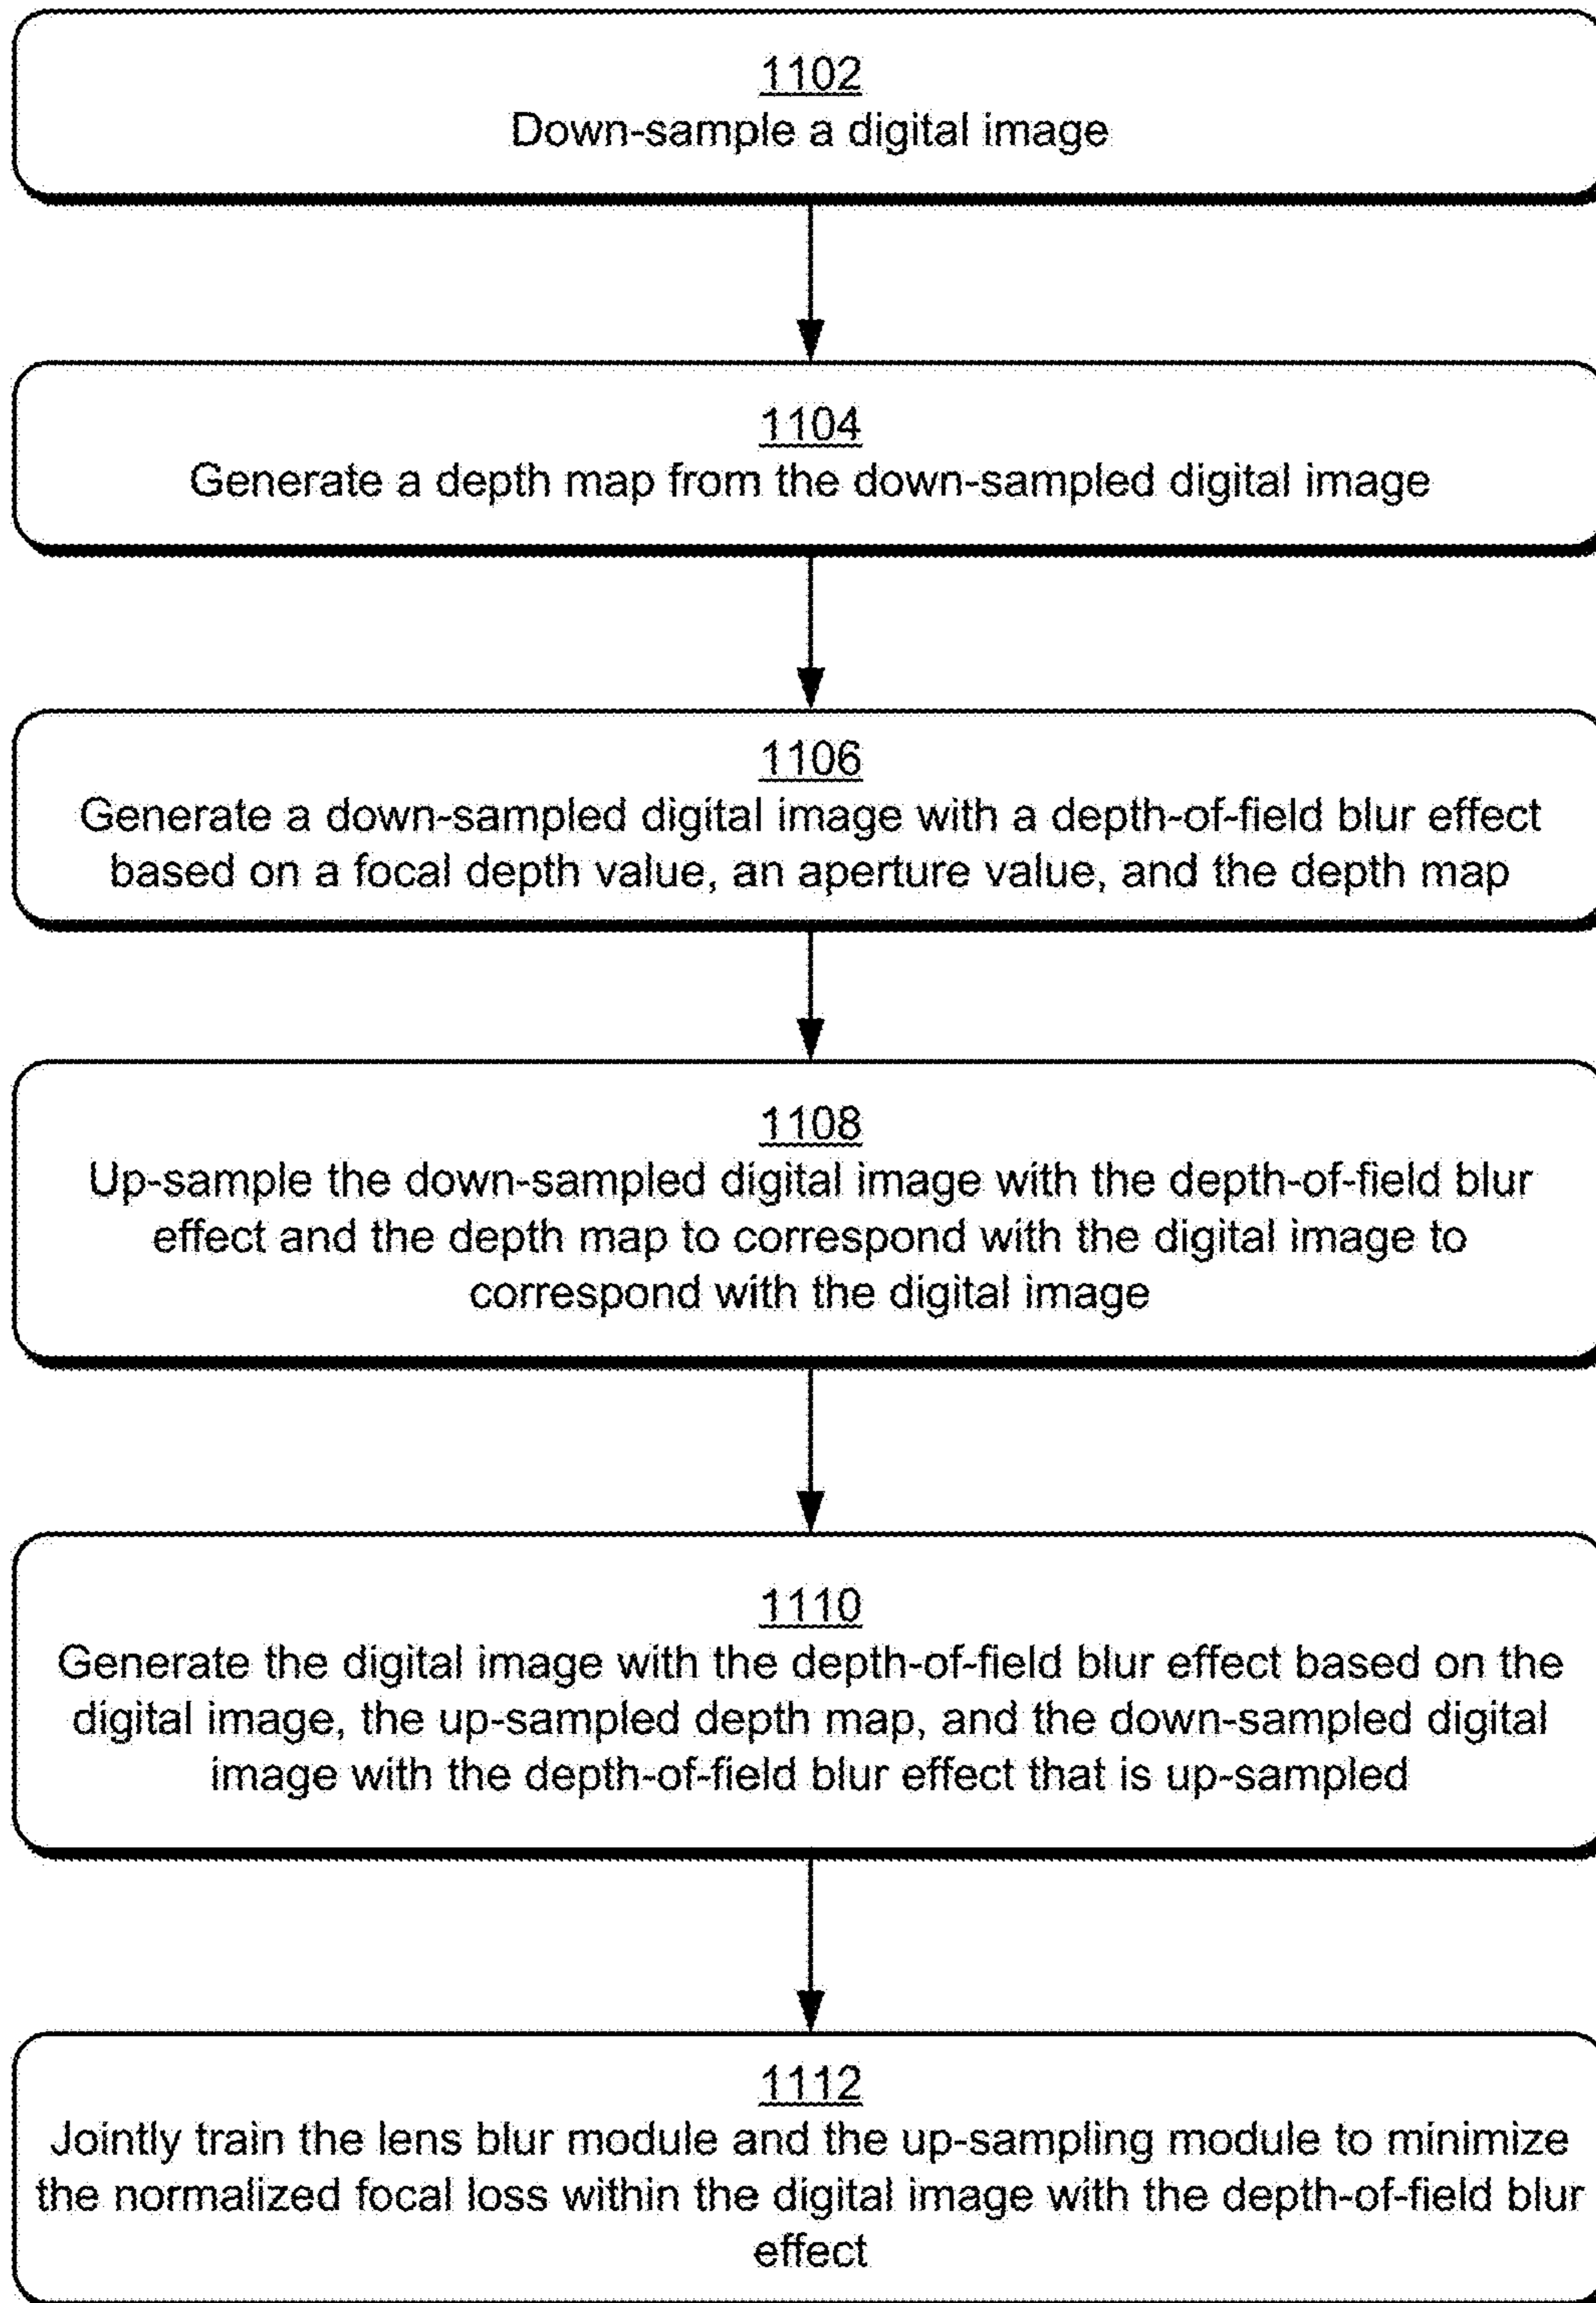 1102
Down-sample a digital image
1104
Generate a depth map from the down-sampled digital image
1106
Generate a down-sampled digital image with a depth-of-field blur effect
based on a focal depth value, an aperture value, and the depth map
1108
Up-sample the down-sampled digital image with the depth-of-field blur
effect and the depth map to correspond with the digital image to
correspond with the digital image
1110
Generate the digital image with the depth-of-field blur effect based on the
digital image, the up-sampled depth map, and the down-sampled digital
image with the depth-of-field blur effect that is up-sampled
1112
Jointly train the lens blur module and the up-sampling module to minimize
the normalized focal loss within the digital image with the depth-of-field blur
effect